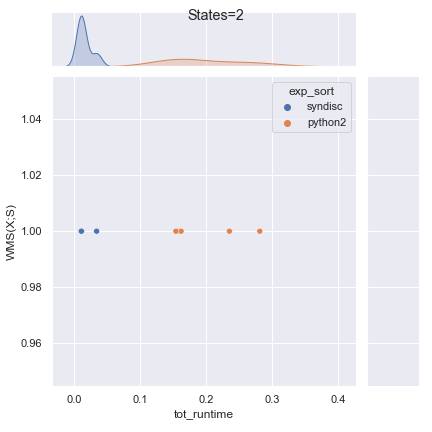 States=2
exp_sort
syndisc
python2
1.04
1.02
1.00
0.98
0.96
WMS(X;S)
0.0 0.1 0.2 0.3 0.4
tot_runtime